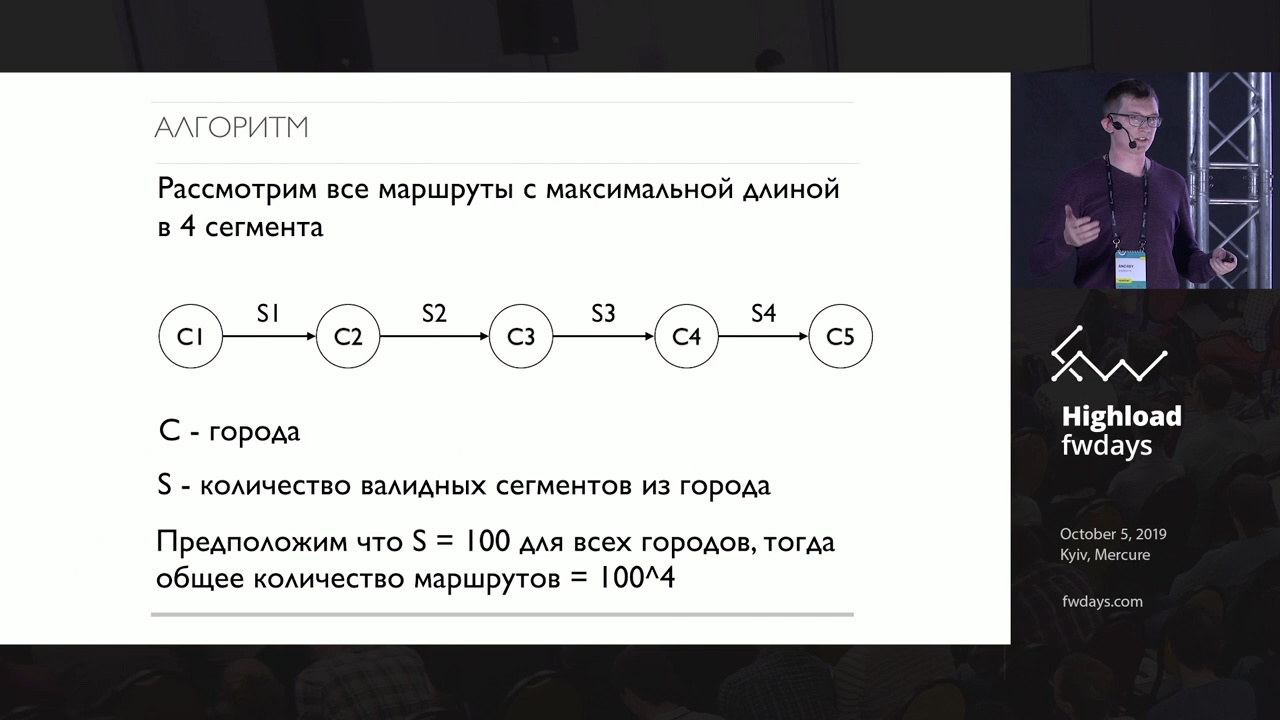 АЛГОРИТМ
Рассмотрим все маршруты с максимальной длиной
в 4 сегмента
S1 S2 S3 S4
C1 C2 C3 C4 C5
С - города
S - количество валидных сегментов из города
Предположим что S = 100 для всех городов, тогда
общее количество маршрутов = 100^4
Highload
fwdays
October 5, 2019
Kyiv, Mercure
fwdays.com